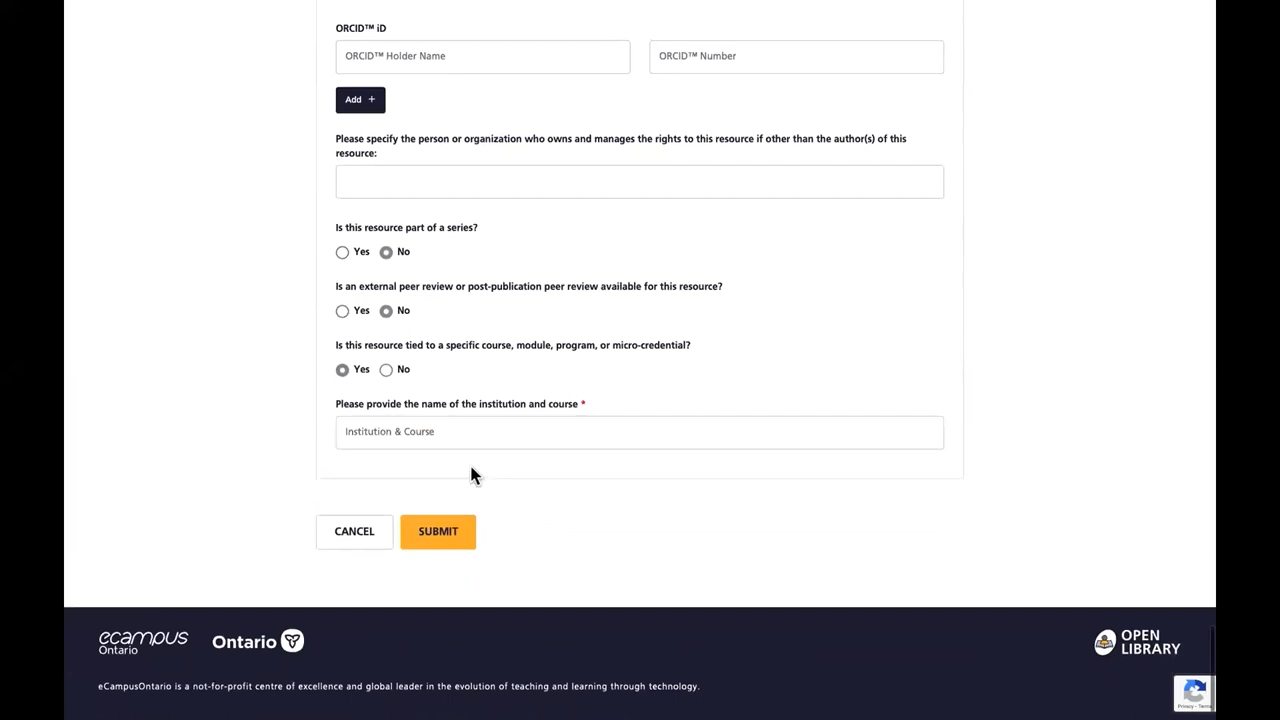 ORCID™ iD
ORCID™ Holder Name
ORCID™ Number
Add +
Please specify the person or organization who owns and manages the rights to this resource if other than the author(s) of this
resource:
Is this resource part of a series?
Yes No
Is an external peer review or post-publication peer review available for this resource?
Yes No
Is this resource tied to a specific course, module, program, or micro-credential?
Yes No
Please provide the name of the institution and course *
Institution & Course
CANCEL SUBMIT
ecampus
Ontario
Ontario
OPEN
LIBRARY
eCampusOntario is a not-for-profit centre of excellence and global leader in the evolution of teaching and learning through technology.
Privacy - Terms